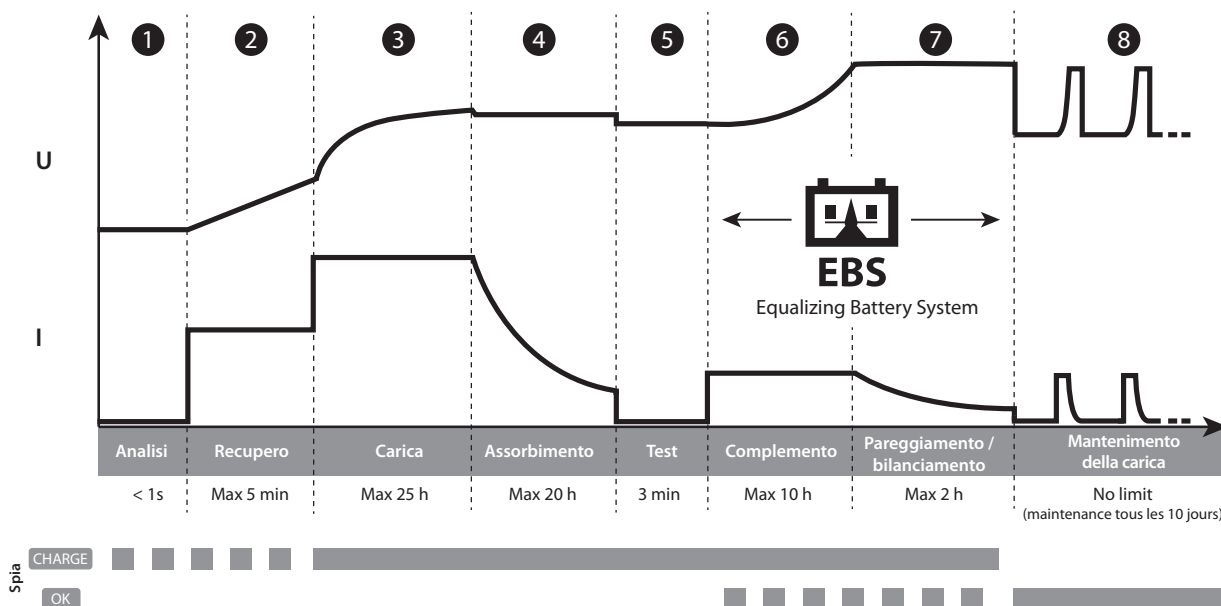 1 2 3 4 5 6 7 8
U
EBS
Equalizing Battery System
I
Analisi Recupero Carica Assorbimento Test Complemento Pareggiamento / bilanciamento Mantenimento della carica
< 1s Max 5 min Max 25 h Max 20 h 3 min Max 10 h Max 2 h No limit
(maintenance tous les 10 jours)
Spia
CHARGE
OK